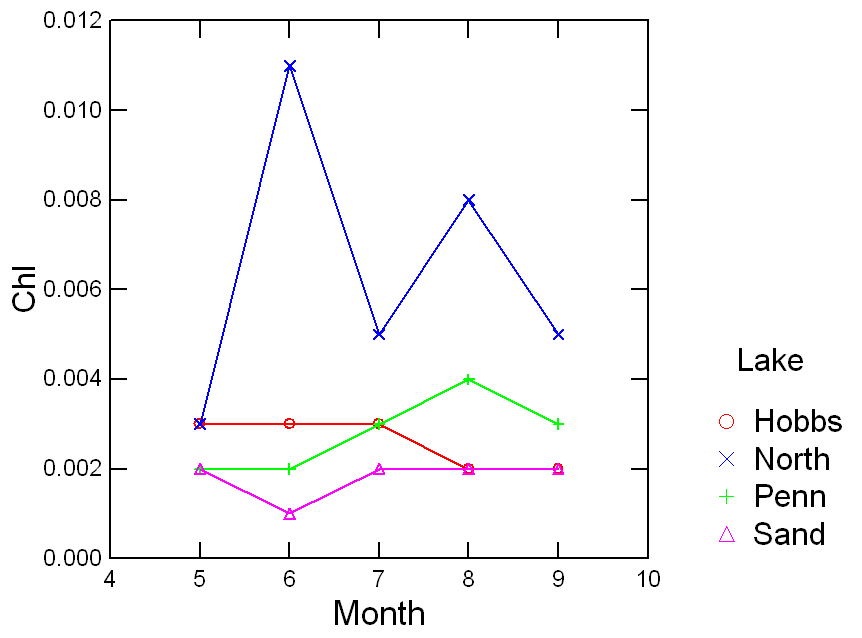 0.012
0.010
0.008
0.006
0.004
0.002
0.000
Chl
4 5 6 7 8 9 10
Month
Lake
Hobbs
North
Penn
Sand